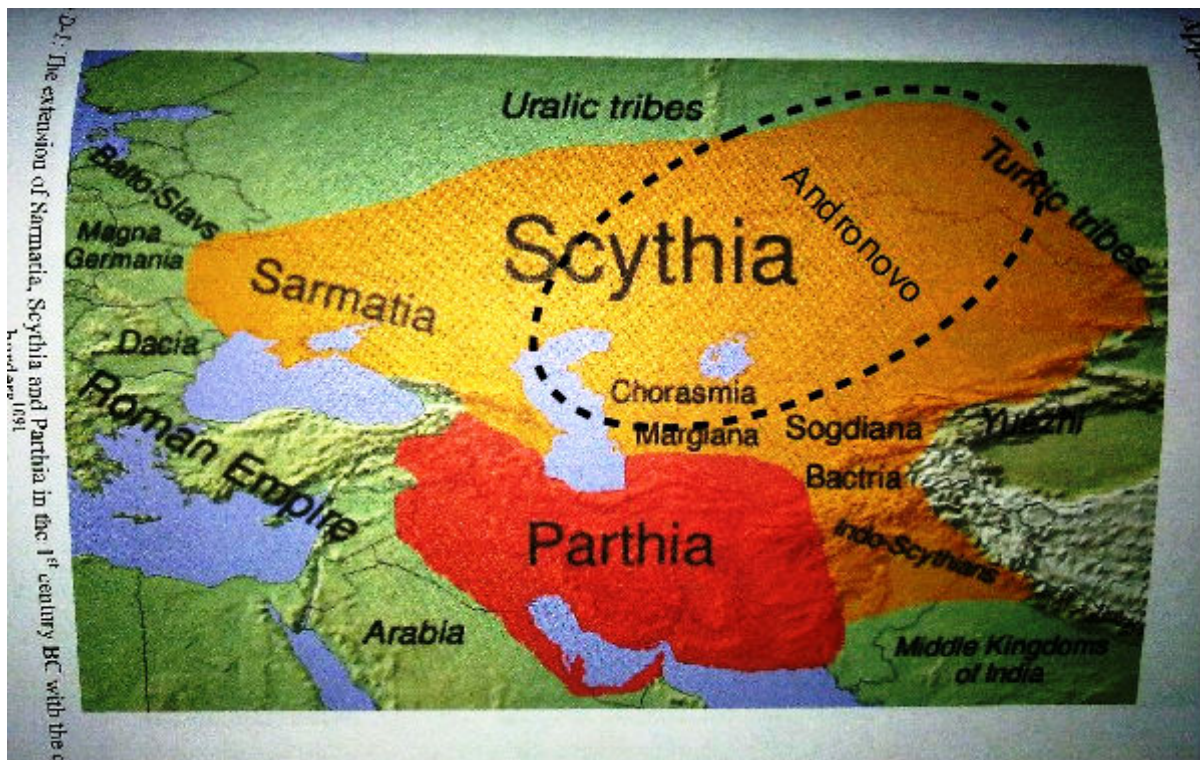 Uralic tribes
Turkic tribes
Balto-Slavs
Andronovo
Magna
Germania
Scythia
Sarmatia
Dacia
Chorasmia
Roman Empire
Margiana
Sogdiana
Yuezhi
Bactria
Parthia
Indo-Scythians
Arabia
Middle Kingdoms
of India
The extension of Sarmatia, Scythia and Parthia in the 1st century BC with the